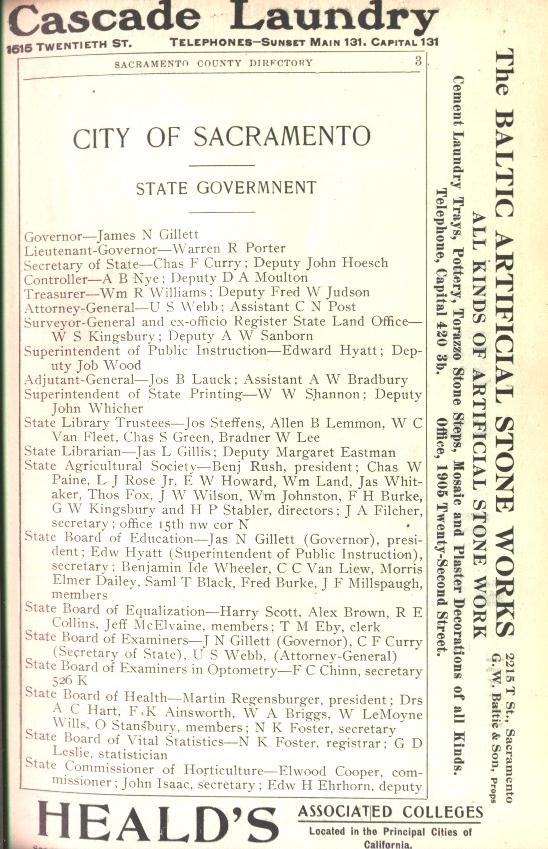 Cascade Laundry
1615 TWENTIETH ST. TELEPHONES—SUNSET MAIN 131. CAPITAL 131
SACRAMENTO COUNTY DIRECTORY 3
CITY OF SACRAMENTO
STATE GOVERMNENT
Governor—James N Gillett
Lieutenant-Governor—Warren R Porter
Secretary of State—Chas F Curry; Deputy John Hoesch
Controller—A B Nye; Deputy D A Moulton
Treasurer—Wm R Williams; Deputy Fred W Judson
Attorney-General—U S Webb; Assistant C N Post
Surveyor-General and ex-officio Register State Land Office—
W S Kingsbury; Deputy A W Sanborn
Superintendent of Public Instruction—Edward Hyatt; Dep-
uty Job Wood
Adjutant-General—Jos B Lauck; Assistant A W Bradbury
Superintendent of State Printing—W W Shannon; Deputy
John Whicher
State Library Trustees—Jos Steffens, Allen B Lemmon, W C
Van Fleet, Chas S Green, Bradner W Lee
State Librarian—Jas L Gillis; Deputy Margaret Eastman
State Agricultural Society—Benj Rush, president; Chas W
Paine, L J Rose Jr, E W Howard, Wm Land, Jas Whit-
aker, Thos Fox, J W Wilson, Wm Johnston, F H Burke,
G W Kingsbury and H P Stabler, directors; J A Filcher,
secretary; office 15th nw cor N
State Board of Education—Jas N Gillett (Governor), presi-
dent; Edw Hyatt (Superintendent of Public Instruction),
secretary; Benjamin Ide Wheeler, C C Van Liew, Morris
Elmer Dailey, Saml T Black, Fred Burke, J F Millspaugh,
members
State Board of Equalization—Harry Scott, Alex Brown, R E
Collins, Jeff McElvaine, members; T M Eby, clerk
State Board of Examiners—J N Gillett (Governor), C F Curry
(Secretary of State), U S Webb, (Attorney-General)
State Board of Examiners in Optometry—F C Chinn, secretary
526 K
State Board of Health—Martin Regensburger, president; Drs
A C Hart, F K Ainsworth, W A Briggs, W LeMoyne
Wills, O Stansbury, members; N K Foster, secretary
State Board of Vital Statistics—N K Foster, registrar; G D
Leslie, statistician
State Commissioner of Horticulture—Elwood Cooper, com-
missioner; John Isaac, secretary; Edw H Ehrhorn, deputy
The BALTIC ARTIFICIAL STONE WORKS
2215 T St., Sacramento
G. W. Baltic & Son, Props
ALL KINDS OF ARTIFICIAL STONE WORK
Cement Laundry Trays, Pottery, Torazzo Stone Steps, Mosaic and Plaster Decorations of all Kinds.
Telephone, Capital 420 3b. Office, 1905 Twenty-Second Street.
HEALD'S ASSOCIATED COLLEGES
Located in the Principal Cities of
California.